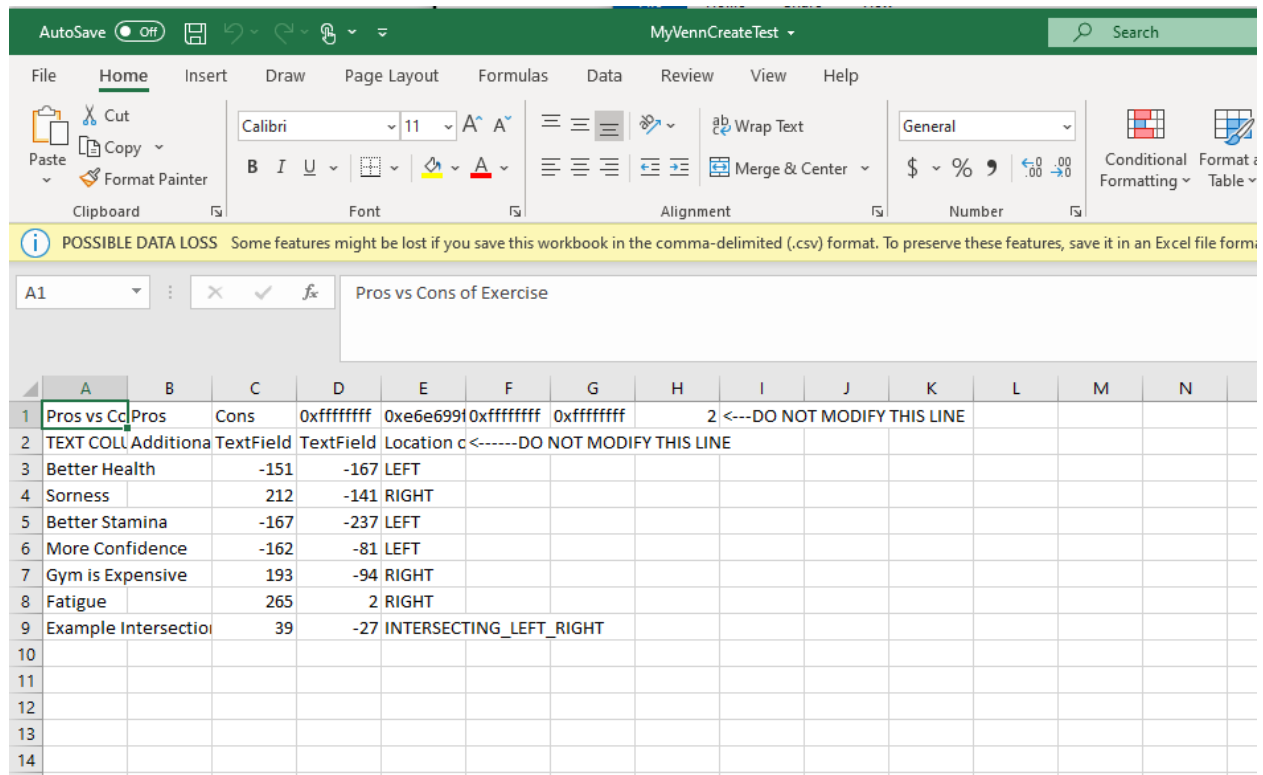 AutoSave Off MyVennCreateTest Search
File Home Insert Draw Page Layout Formulas Data Review View Help
Cut
Copy
Paste
Format Painter
Clipboard
Calibri 11 A^ A˅
B I U A
Font
ab Wrap Text
Merge & Center
Alignment
General
$ % 9 .00
Number
Conditional
Formatting
Format a
Table
POSSIBLE DATA LOSS Some features might be lost if you save this workbook in the comma-delimited (.csv) format. To preserve these features, save it in an Excel file forma
A1 fx Pros vs Cons of Exercise
A B C D E F G H I J K L M N
1 Pros vs Co Pros Cons 0xffffffff 0xe6e699f 0xffffffff 0xffffffff 2 <---DO NOT MODIFY THIS LINE
2 TEXT COLU Additiona TextField TextField Location o <------DO NOT MODIFY THIS LINE
3 Better Health -151 -167 LEFT
4 Sorness 212 -141 RIGHT
5 Better Stamina -167 -237 LEFT
6 More Confidence -162 -81 LEFT
7 Gym is Expensive 193 -94 RIGHT
8 Fatigue 265 2 RIGHT
9 Example Intersection 39 -27 INTERSECTING_LEFT_RIGHT
10
11
12
13
14